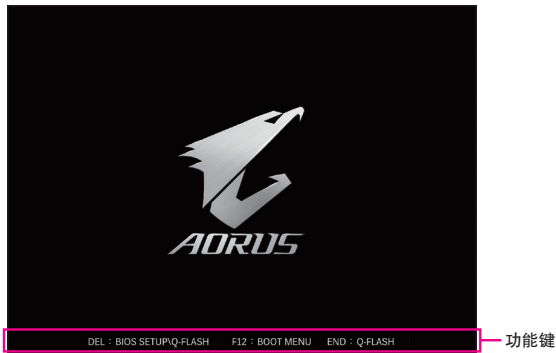 AORUS
DEL : BIOS SETUP\Q-FLASH F12 : BOOT MENU END : Q-FLASH
功能键